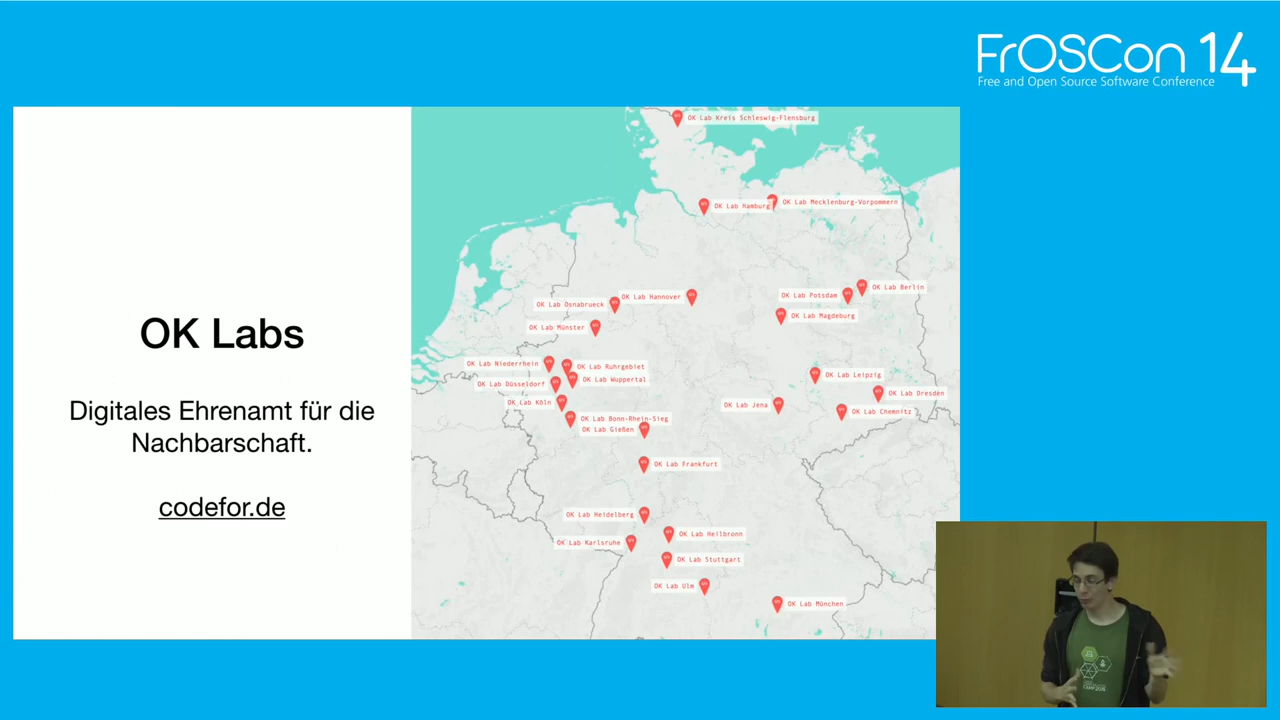 FrOSCon 14
Free and Open Source Software Conference
OK Labs
Digitales Ehrenamt für die
Nachbarschaft.
codefor.de
OK Lab Kreis Schleswig-Flensburg
OK Lab Hamburg
OK Lab Mecklenburg-Vorpommern
OK Lab Berlin
OK Lab Potsdam
OK Lab Hannover
OK Lab Osnabrueck
OK Lab Magdeburg
OK Lab Münster
OK Lab Niederrhein
OK Lab Ruhrgebiet
OK Lab Wuppertal
OK Lab Düsseldorf
OK Lab Leipzig
OK Lab Dresden
OK Lab Köln
OK Lab Jena
OK Lab Chemnitz
OK Lab Bonn-Rhein-Sieg
OK Lab Gießen
OK Lab Frankfurt
OK Lab Heidelberg
OK Lab Heilbronn
OK Lab Karlsruhe
OK Lab Stuttgart
OK Lab Ulm
OK Lab München